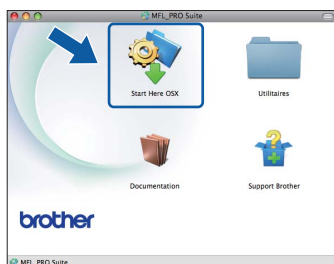 MFL_PRO Suite
Start Here OSX
Utilitaires
Documentation
Support Brother
brother
MFL_PRO Suite